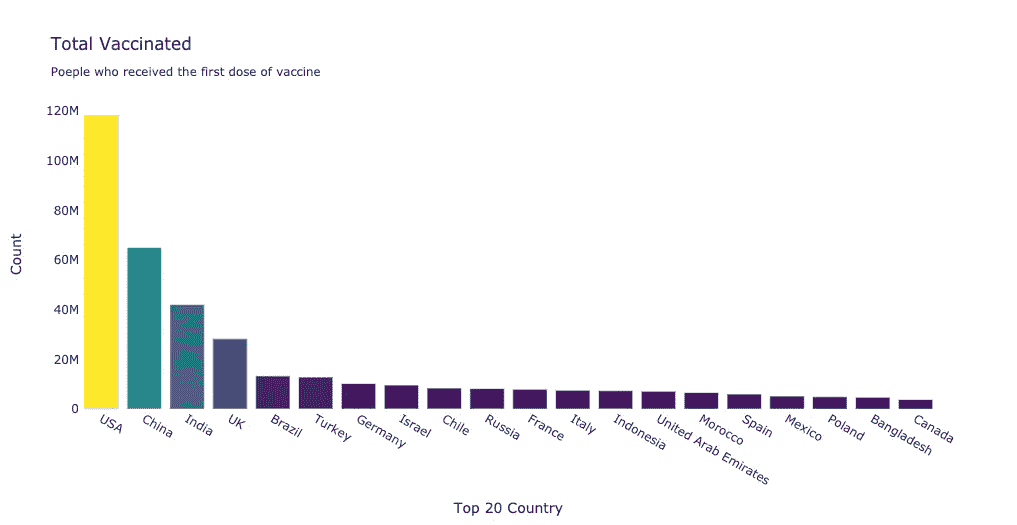 Total Vaccinated
Poeple who received the first dose of vaccine
120M
100M
80M
60M
40M
20M
0
Count
USA
China
India
UK
Brazil
Turkey
Germany
Israel
Chile
Russia
France
Italy
Indonesia
United Arab Emirates
Morocco
Spain
Mexico
Poland
Bangladesh
Canada
Top 20 Country